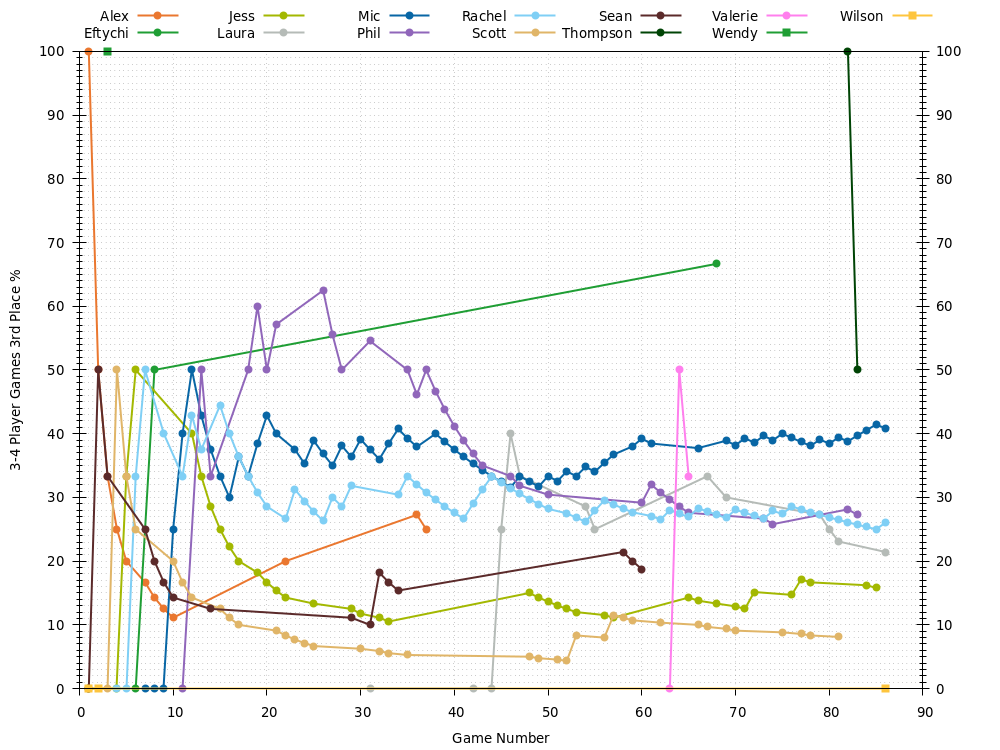 Alex Jess Mic Rachel Sean Valerie Wilson
Eftychi Laura Phil Scott Thompson Wendy
100 100
90 90
80 80
70 70
60 60
50 50
40 40
30 30
20 20
10 10
0 0
0 10 20 30 40 50 60 70 80 90
3-4 Player Games 3rd Place %
Game Number